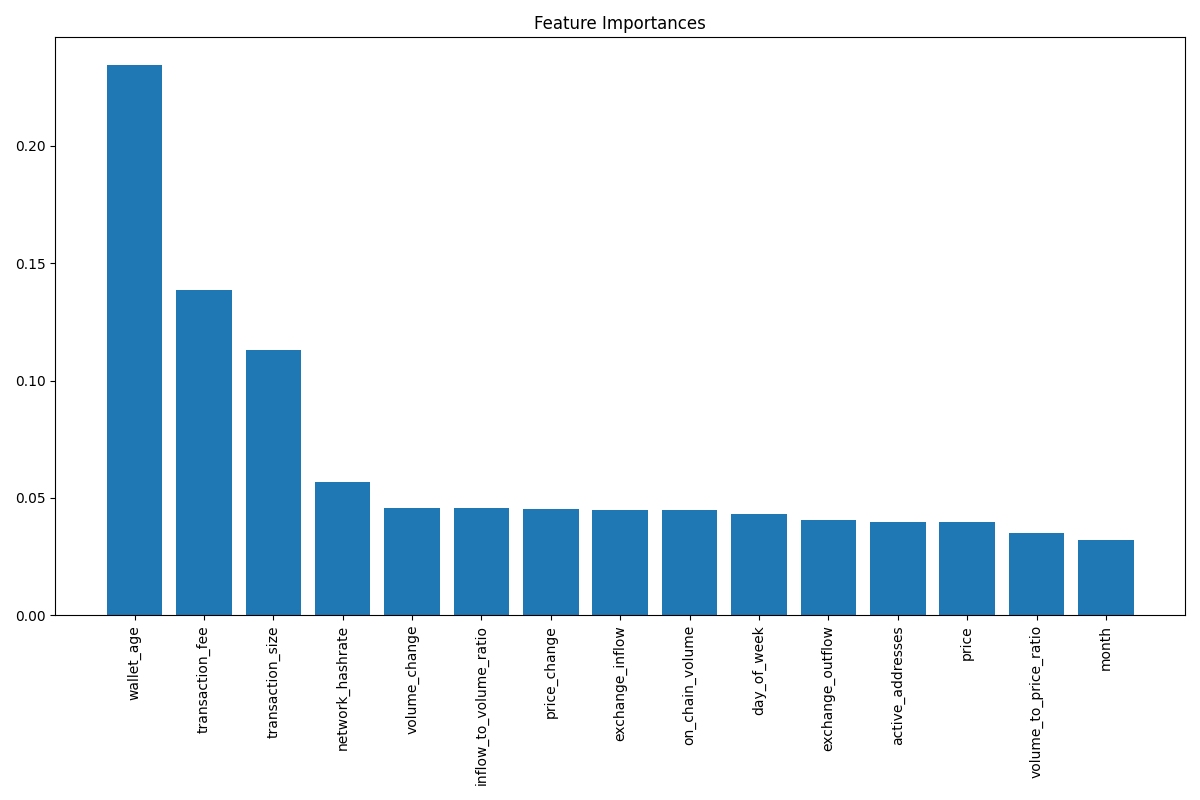 Feature Importances
0.20
0.15
0.10
0.05
0.00
wallet_age
transaction_fee
transaction_size
network_hashrate
volume_change
inflow_to_volume_ratio
price_change
exchange_inflow
on_chain_volume
day_of_week
exchange_outflow
active_addresses
price
volume_to_price_ratio
month